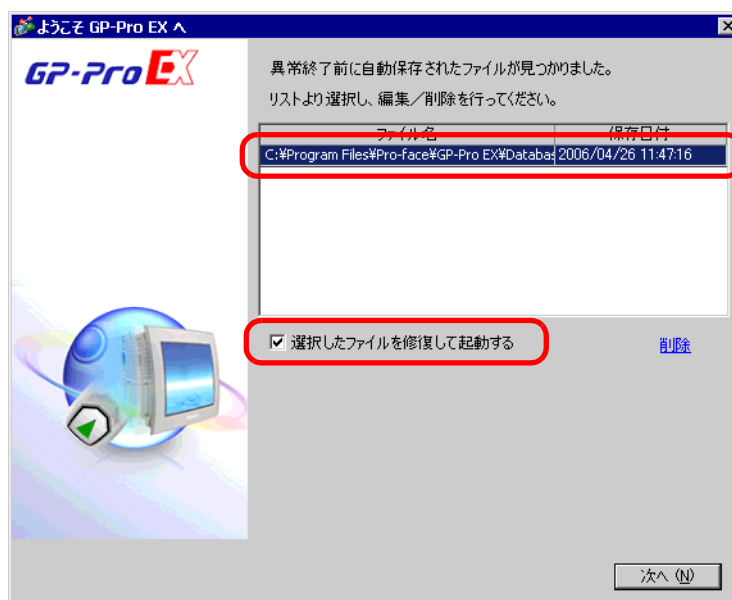 ようこそ GP-Pro EX へ
GP-Pro EX
異常終了前に自動保存されたファイルが見つかりました。
リストより選択し、編集／削除を行ってください。
ファイル名 保存日付
C:¥Program Files¥Pro-face¥GP-Pro EX¥Databas 2006/04/26 11:47:16
選択したファイルを修復して起動する
削除
次へ (N)